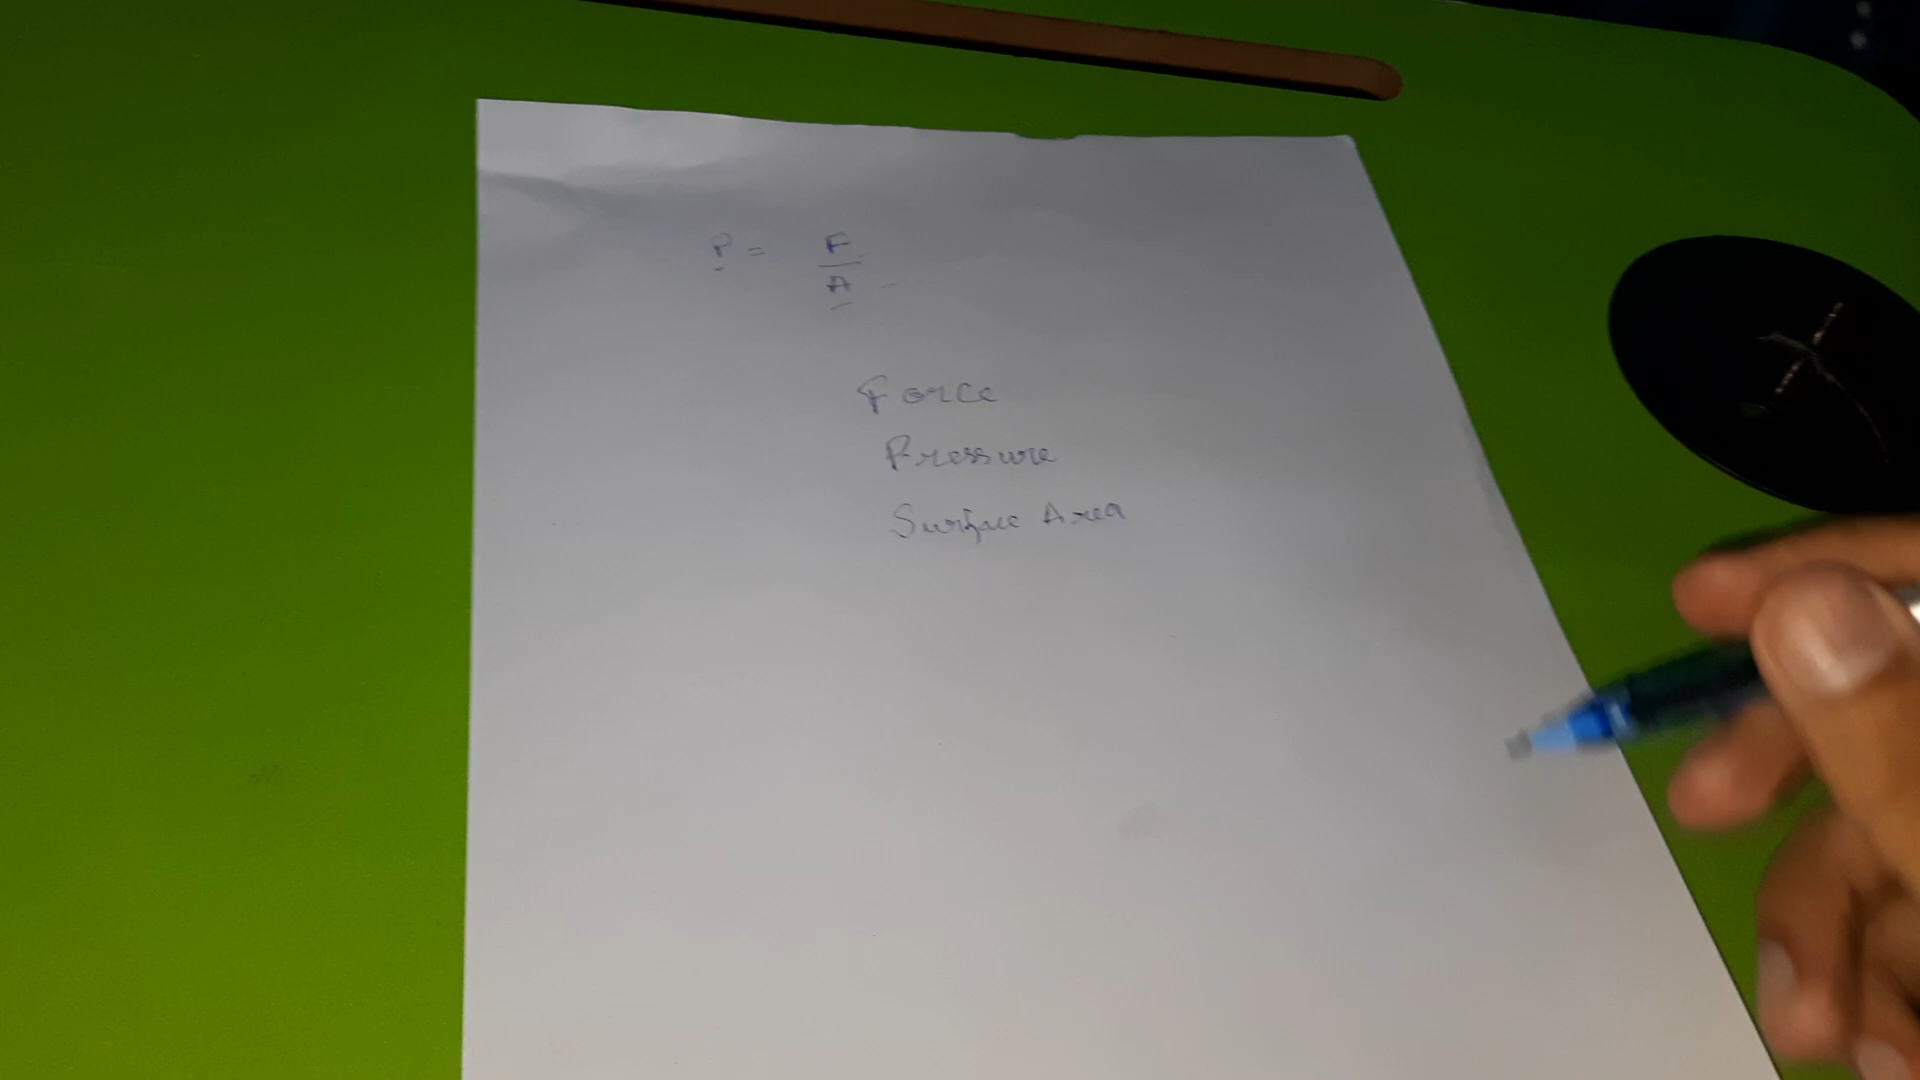 P = F
A
Force
Pressure
Surface Area